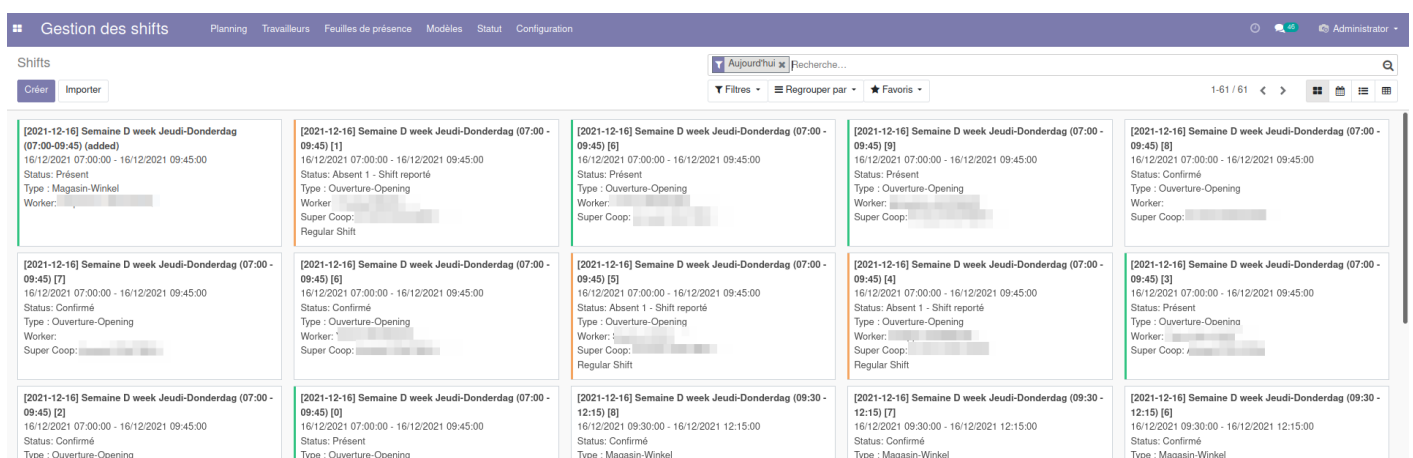 Gestion des shifts Planning Travailleurs Feuilles de présence Modèles Statut Configuration 46 Administrator
Shifts
Aujourd'hui × Recherche...
Créer Importer
Filtres Regrouper par Favoris 1-61 / 61
[2021-12-16] Semaine D week Jeudi-Donderdag
(07:00-09:45) (added)
16/12/2021 07:00:00 - 16/12/2021 09:45:00
Status: Présent
Type : Magasin-Winkel
Worker:
[2021-12-16] Semaine D week Jeudi-Donderdag (07:00 -
09:45) [1]
16/12/2021 07:00:00 - 16/12/2021 09:45:00
Status: Absent 1 - Shift reporté
Type : Ouverture-Opening
Worker
Super Coop:
Regular Shift
[2021-12-16] Semaine D week Jeudi-Donderdag (07:00 -
09:45) [6]
16/12/2021 07:00:00 - 16/12/2021 09:45:00
Status: Présent
Type : Ouverture-Opening
Worker:
Super Coop:
[2021-12-16] Semaine D week Jeudi-Donderdag (07:00 -
09:45) [9]
16/12/2021 07:00:00 - 16/12/2021 09:45:00
Status: Présent
Type : Ouverture-Opening
Worker:
Super Coop:
[2021-12-16] Semaine D week Jeudi-Donderdag (07:00 -
09:45) [8]
16/12/2021 07:00:00 - 16/12/2021 09:45:00
Status: Confirmé
Type : Ouverture-Opening
Worker:
Super Coop:
[2021-12-16] Semaine D week Jeudi-Donderdag (07:00 -
09:45) [7]
16/12/2021 07:00:00 - 16/12/2021 09:45:00
Status: Confirmé
Type : Ouverture-Opening
Worker:
Super Coop:
[2021-12-16] Semaine D week Jeudi-Donderdag (07:00 -
09:45) [6]
16/12/2021 07:00:00 - 16/12/2021 09:45:00
Status: Confirmé
Type : Ouverture-Opening
Worker:
Super Coop:
[2021-12-16] Semaine D week Jeudi-Donderdag (07:00 -
09:45) [5]
16/12/2021 07:00:00 - 16/12/2021 09:45:00
Status: Absent 1 - Shift reporté
Type : Ouverture-Opening
Worker:
Super Coop:
Regular Shift
[2021-12-16] Semaine D week Jeudi-Donderdag (07:00 -
09:45) [4]
16/12/2021 07:00:00 - 16/12/2021 09:45:00
Status: Absent 1 - Shift reporté
Type : Ouverture-Opening
Worker:
Super Coop:
Regular Shift
[2021-12-16] Semaine D week Jeudi-Donderdag (07:00 -
09:45) [3]
16/12/2021 07:00:00 - 16/12/2021 09:45:00
Status: Présent
Type : Ouverture-Opening
Worker:
Super Coop:
[2021-12-16] Semaine D week Jeudi-Donderdag (07:00 -
09:45) [2]
16/12/2021 07:00:00 - 16/12/2021 09:45:00
Status: Confirmé
Type : Ouverture-Opening
[2021-12-16] Semaine D week Jeudi-Donderdag (07:00 -
09:45) [0]
16/12/2021 07:00:00 - 16/12/2021 09:45:00
Status: Présent
Type : Ouverture-Opening
[2021-12-16] Semaine D week Jeudi-Donderdag (09:30 -
12:15) [8]
16/12/2021 09:30:00 - 16/12/2021 12:15:00
Status: Confirmé
Type : Magasin-Winkel
[2021-12-16] Semaine D week Jeudi-Donderdag (09:30 -
12:15) [7]
16/12/2021 09:30:00 - 16/12/2021 12:15:00
Status: Confirmé
Type : Magasin-Winkel
[2021-12-16] Semaine D week Jeudi-Donderdag (09:30 -
12:15) [6]
16/12/2021 09:30:00 - 16/12/2021 12:15:00
Status: Confirmé
Type : Magasin-Winkel